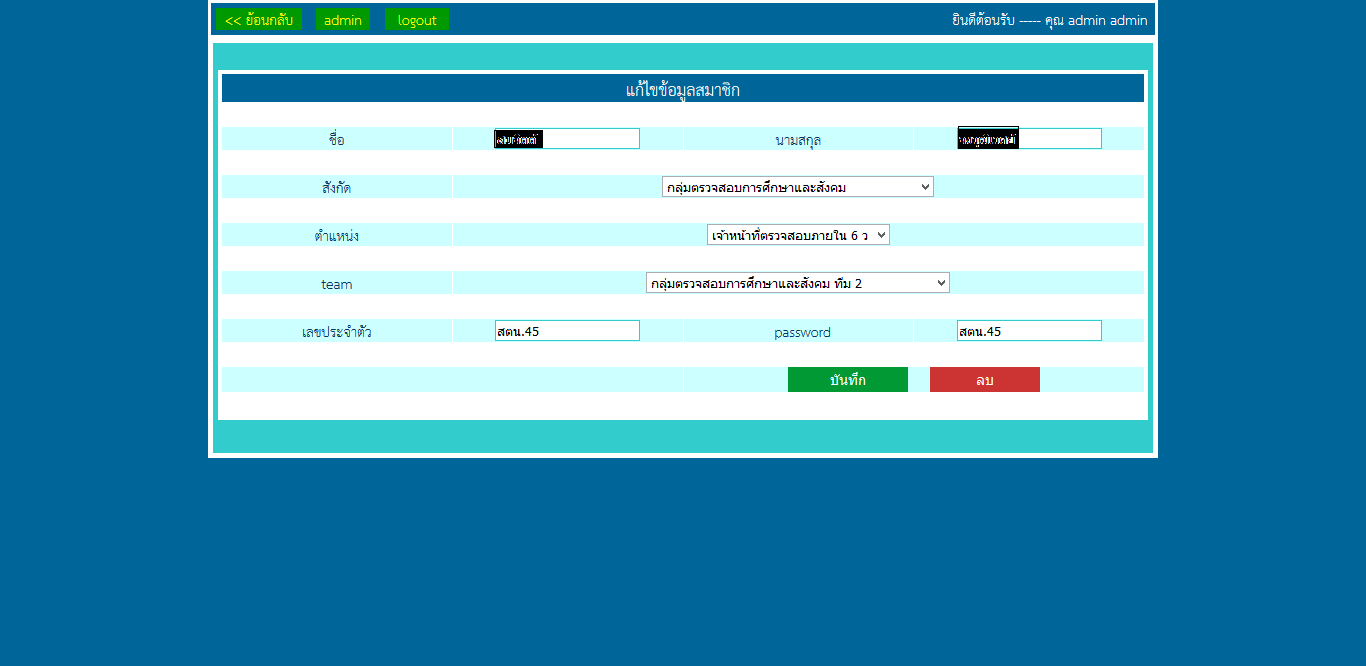 << ย้อนกลับ admin logout ยินดีต้อนรับ ----- คุณ admin admin
แก้ไขข้อมูลสมาชิก
ชื่อ นามสกุล
สังกัด กลุ่มตรวจสอบการศึกษาและสังคม
ตำแหน่ง เจ้าหน้าที่ตรวจสอบภายใน 6 ว
team กลุ่มตรวจสอบการศึกษาและสังคม ทีม 2
เลขประจำตัว สตน.45 password สตน.45
บันทึก ลบ